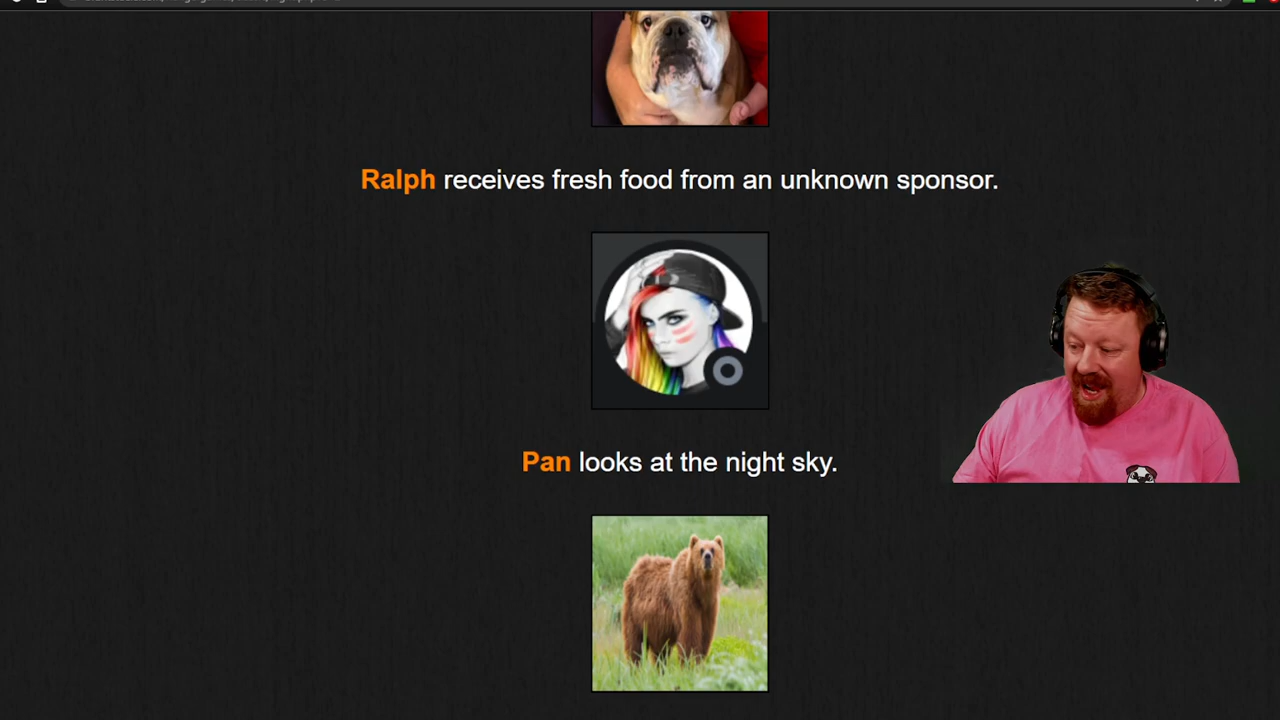 Ralph receives fresh food from an unknown sponsor.
Pan looks at the night sky.